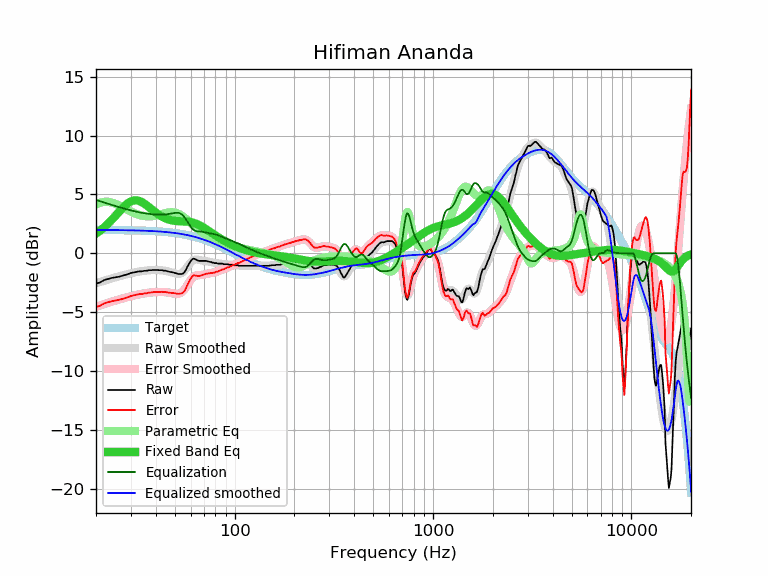 Hifiman Ananda
15
10
5
0
−5
−10
−15
−20
Amplitude (dBr)
Target
Raw Smoothed
Error Smoothed
Raw
Error
Parametric Eq
Fixed Band Eq
Equalization
Equalized smoothed
100 1000 10000
Frequency (Hz)